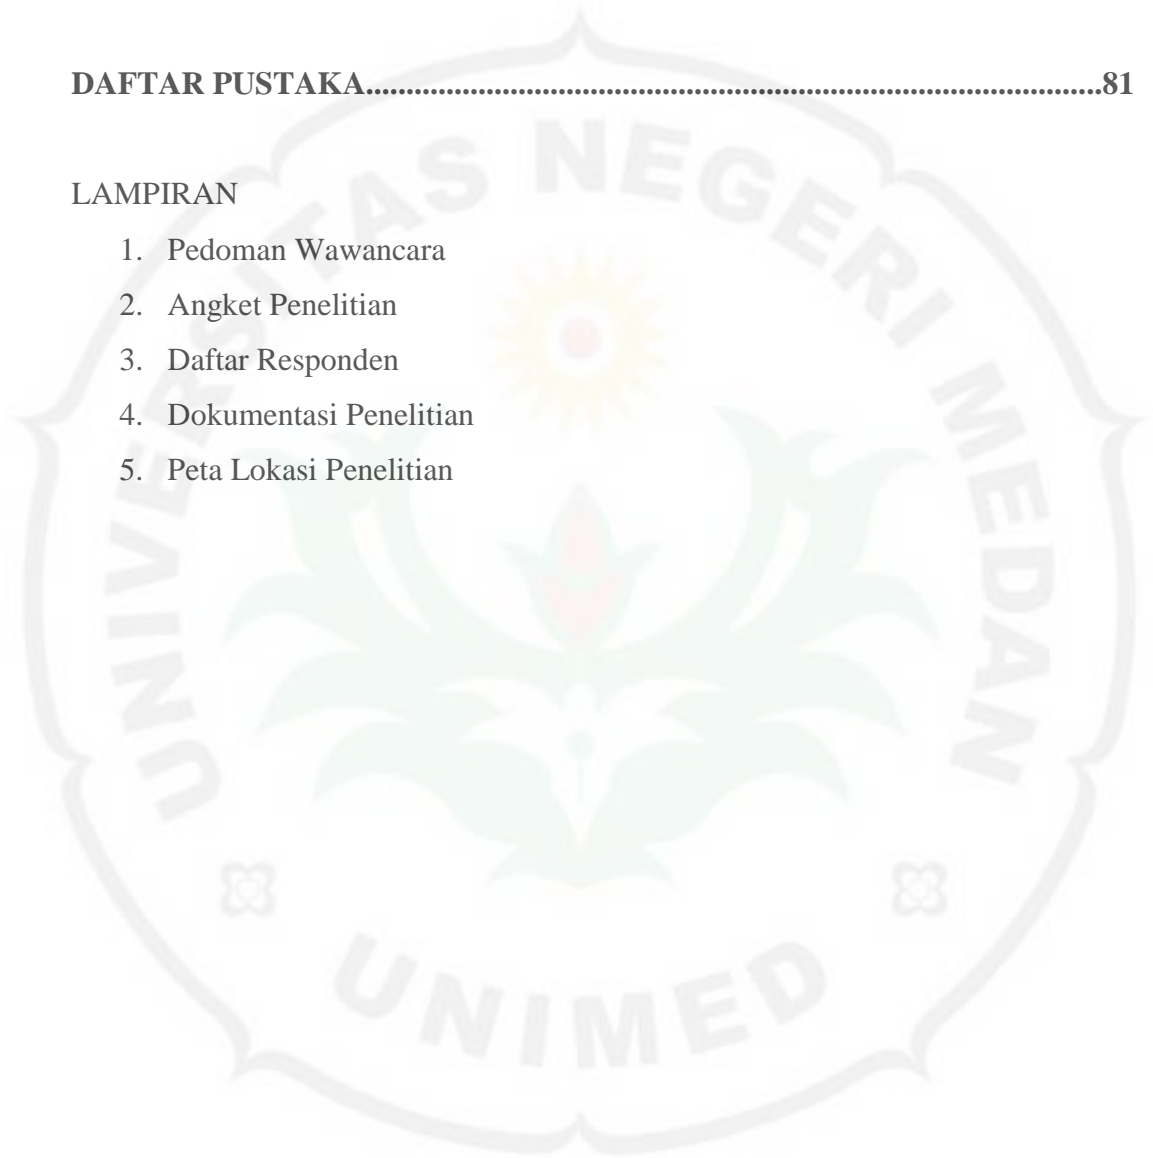 DAFTAR PUSTAKA...........................................................................................81
LAMPIRAN
1. Pedoman Wawancara
2. Angket Penelitian
3. Daftar Responden
4. Dokumentasi Penelitian
5. Peta Lokasi Penelitian
UNIVERSITAS NEGERI MEDAN
UNIMED